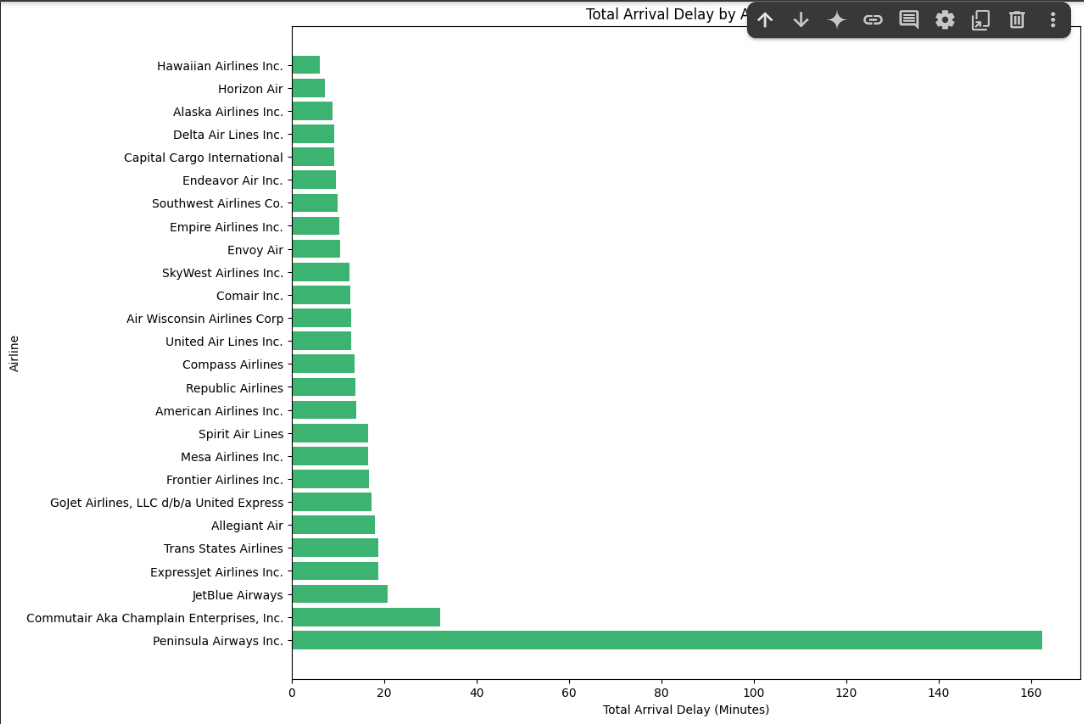 Total Arrival Delay by A
Hawaiian Airlines Inc.
Horizon Air
Alaska Airlines Inc.
Delta Air Lines Inc.
Capital Cargo International
Endeavor Air Inc.
Southwest Airlines Co.
Empire Airlines Inc.
Envoy Air
SkyWest Airlines Inc.
Comair Inc.
Air Wisconsin Airlines Corp
United Air Lines Inc.
Compass Airlines
Republic Airlines
American Airlines Inc.
Spirit Air Lines
Mesa Airlines Inc.
Frontier Airlines Inc.
GoJet Airlines, LLC d/b/a United Express
Allegiant Air
Trans States Airlines
ExpressJet Airlines Inc.
JetBlue Airways
Commutair Aka Champlain Enterprises, Inc.
Peninsula Airways Inc.
Airline
0 20 40 60 80 100 120 140 160
Total Arrival Delay (Minutes)